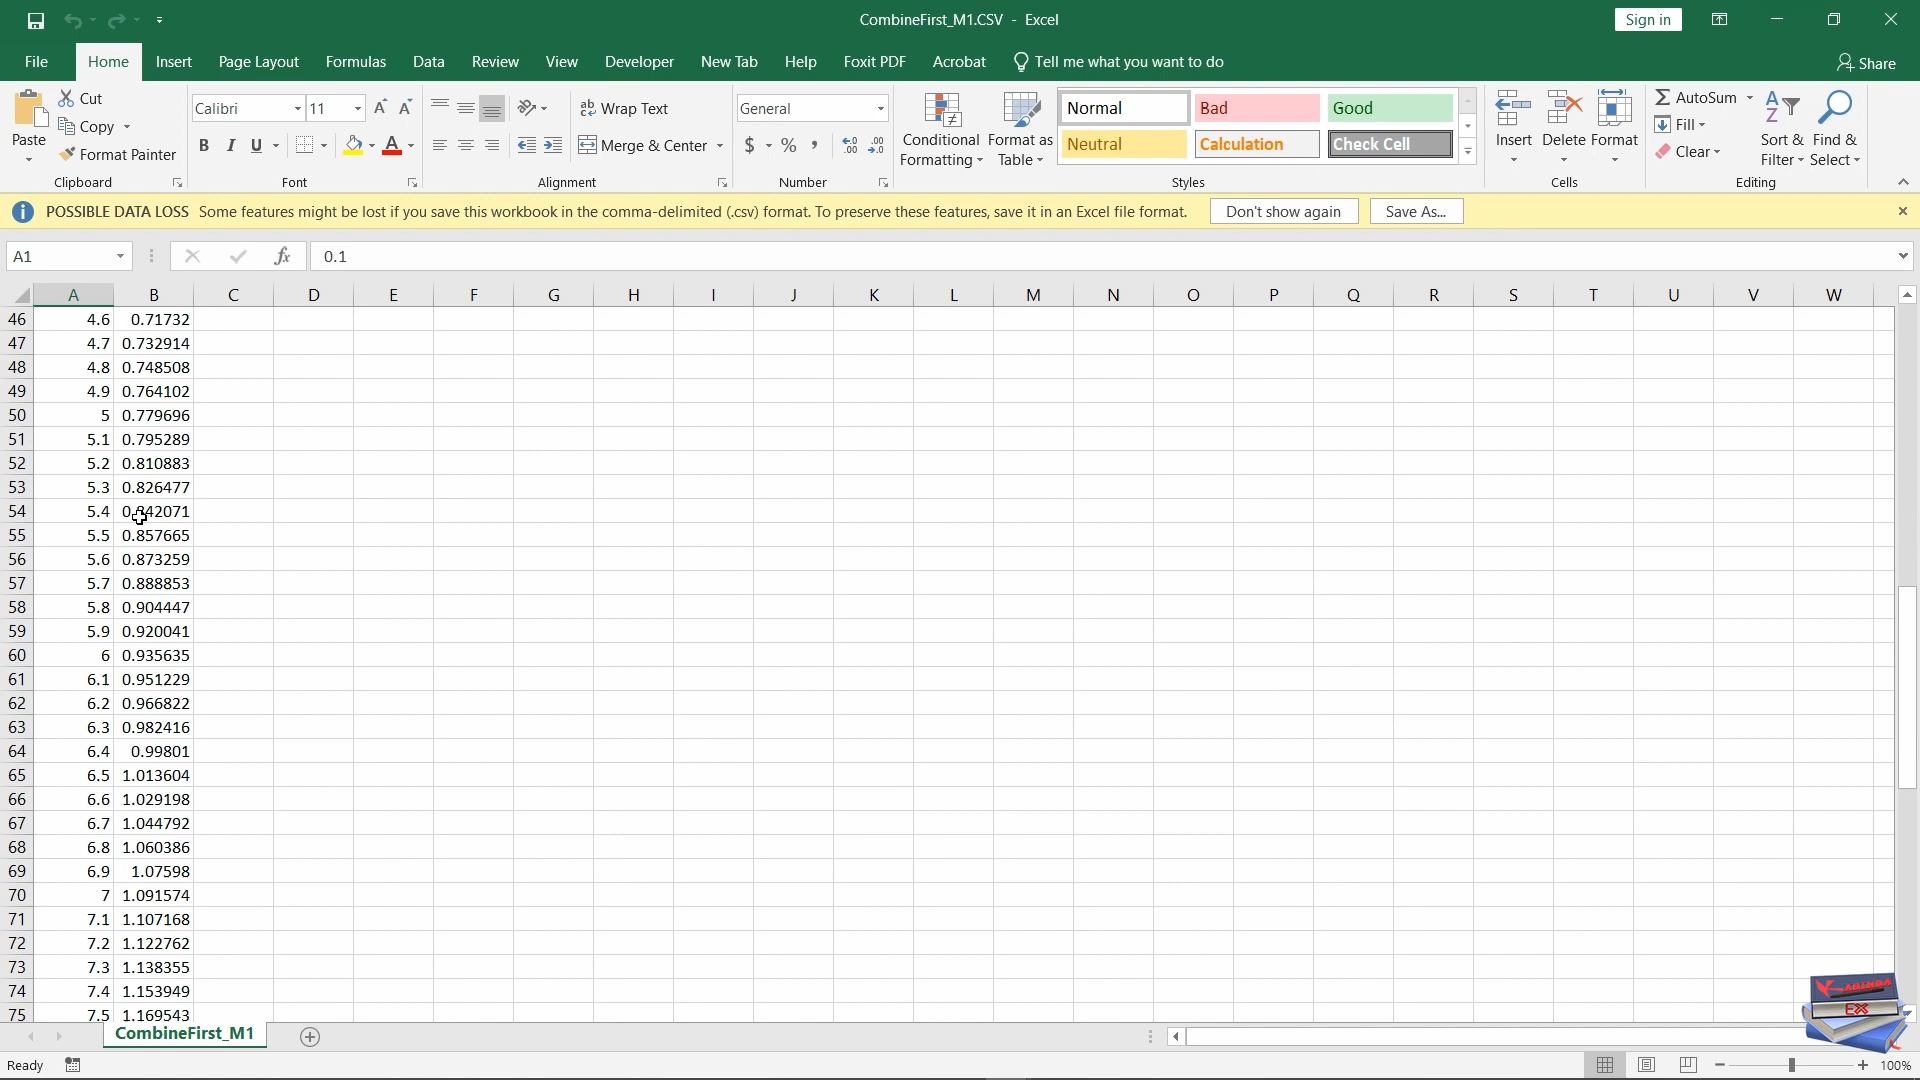 CombineFirst_M1.CSV - Excel
Sign in
File Home Insert Page Layout Formulas Data Review View Developer New Tab Help Foxit PDF Acrobat Tell me what you want to do Share
Paste Cut Copy Format Painter
Clipboard
Calibri 11
B I U A
Font
ab Wrap Text
Merge & Center
Alignment
General
$ % ,
Number
Conditional Formatting
Format as Table
Normal Bad Good
Neutral Calculation Check Cell
Styles
Insert Delete Format
Cells
AutoSum
Fill
Clear
Sort & Filter
Find & Select
Editing
POSSIBLE DATA LOSS Some features might be lost if you save this workbook in the comma-delimited (.csv) format. To preserve these features, save it in an Excel file format. Don't show again Save As...
A1 fx 0.1
A B C D E F G H I J K L M N O P Q R S T U V W
46 4.6 0.71732
47 4.7 0.732914
48 4.8 0.748508
49 4.9 0.764102
50 5 0.779696
51 5.1 0.795289
52 5.2 0.810883
53 5.3 0.826477
54 5.4 0.842071
55 5.5 0.857665
56 5.6 0.873259
57 5.7 0.888853
58 5.8 0.904447
59 5.9 0.920041
60 6 0.935635
61 6.1 0.951229
62 6.2 0.966822
63 6.3 0.982416
64 6.4 0.99801
65 6.5 1.013604
66 6.6 1.029198
67 6.7 1.044792
68 6.8 1.060386
69 6.9 1.07598
70 7 1.091574
71 7.1 1.107168
72 7.2 1.122762
73 7.3 1.138355
74 7.4 1.153949
75 7.5 1.169543
EX
CombineFirst_M1
Ready 100%